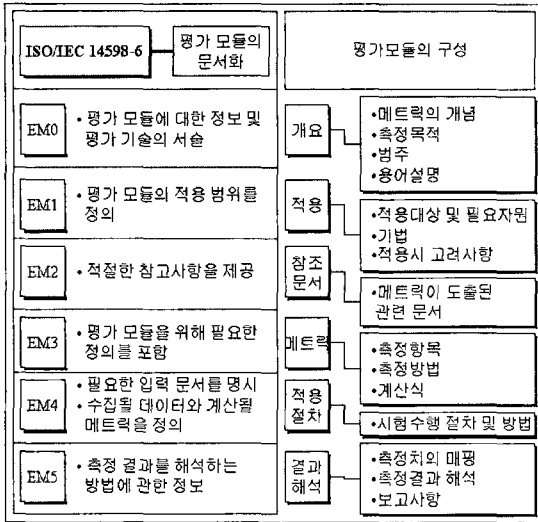 ISO/IEC 14598-6
평가 모듈의
문서화
평가모듈의 구성
EM0
• 평가 모듈에 대한 정보 및
평가 기술의 서술
개요
•메트릭의 개념
•측정목적
•범주
•용어설명
EM1
• 평가 모듈의 적용 범위를
정의
적용
•적용대상 및 필요자원
•기법
•적용시 고려사항
EM2
• 적절한 참고사항을 제공
참조
문서
•메트릭이 도출된
관련 문서
EM3
• 평가 모듈을 위해 필요한
정의를 포함
메트릭
•측정항목
•측정방법
•계산식
EM4
• 필요한 입력 문서를 명시
• 수집될 데이터와 계산될
메트릭을 정의
적용
절차
•시험수행 절차 및 방법
EM5
• 측정 결과를 해석하는
방법에 관한 정보
결과
해석
•측정치의 매핑
•측정결과 해석
•보고사항